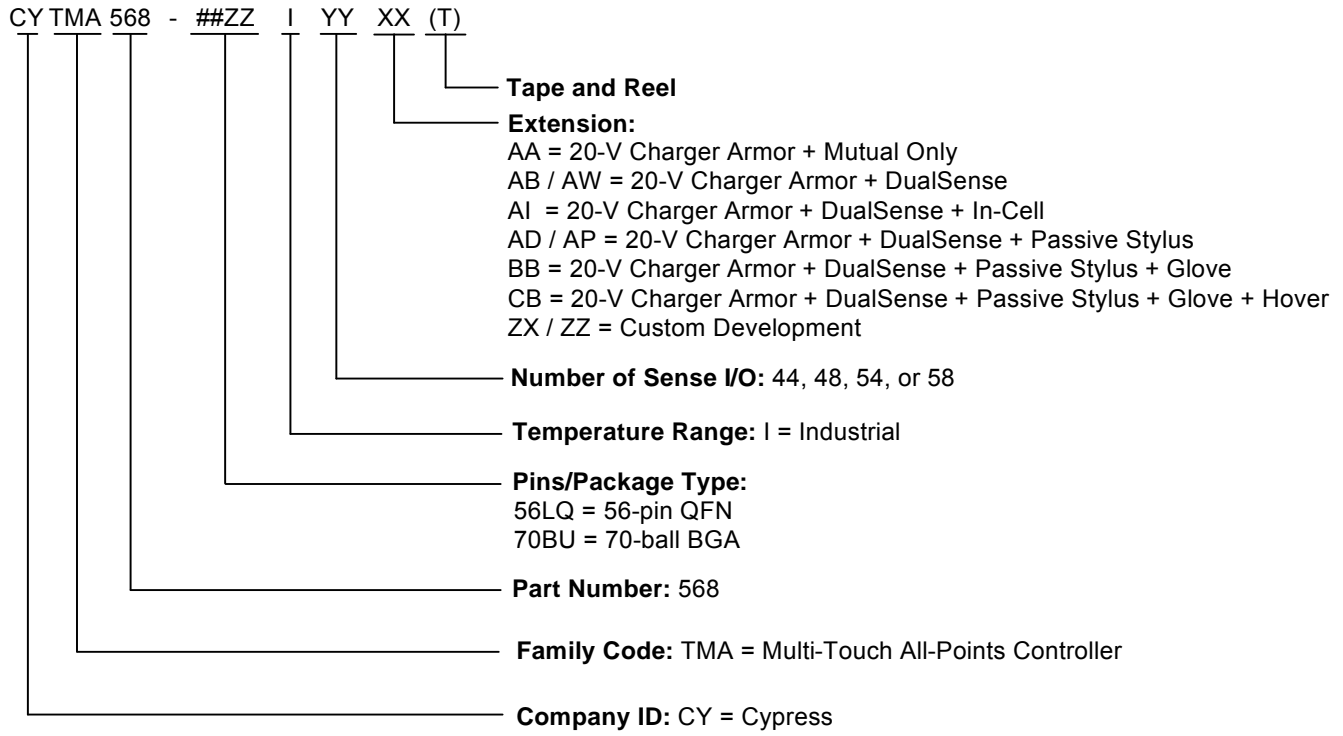 CY TMA 568 - ##ZZ I YY XX (T)
Tape and Reel
Extension:
AA = 20-V Charger Armor + Mutual Only
AB / AW = 20-V Charger Armor + DualSense
AI = 20-V Charger Armor + DualSense + In-Cell
AD / AP = 20-V Charger Armor + DualSense + Passive Stylus
BB = 20-V Charger Armor + DualSense + Passive Stylus + Glove
CB = 20-V Charger Armor + DualSense + Passive Stylus + Glove + Hover
ZX / ZZ = Custom Development
Number of Sense I/O: 44, 48, 54, or 58
Temperature Range: I = Industrial
Pins/Package Type:
56LQ = 56-pin QFN
70BU = 70-ball BGA
Part Number: 568
Family Code: TMA = Multi-Touch All-Points Controller
Company ID: CY = Cypress